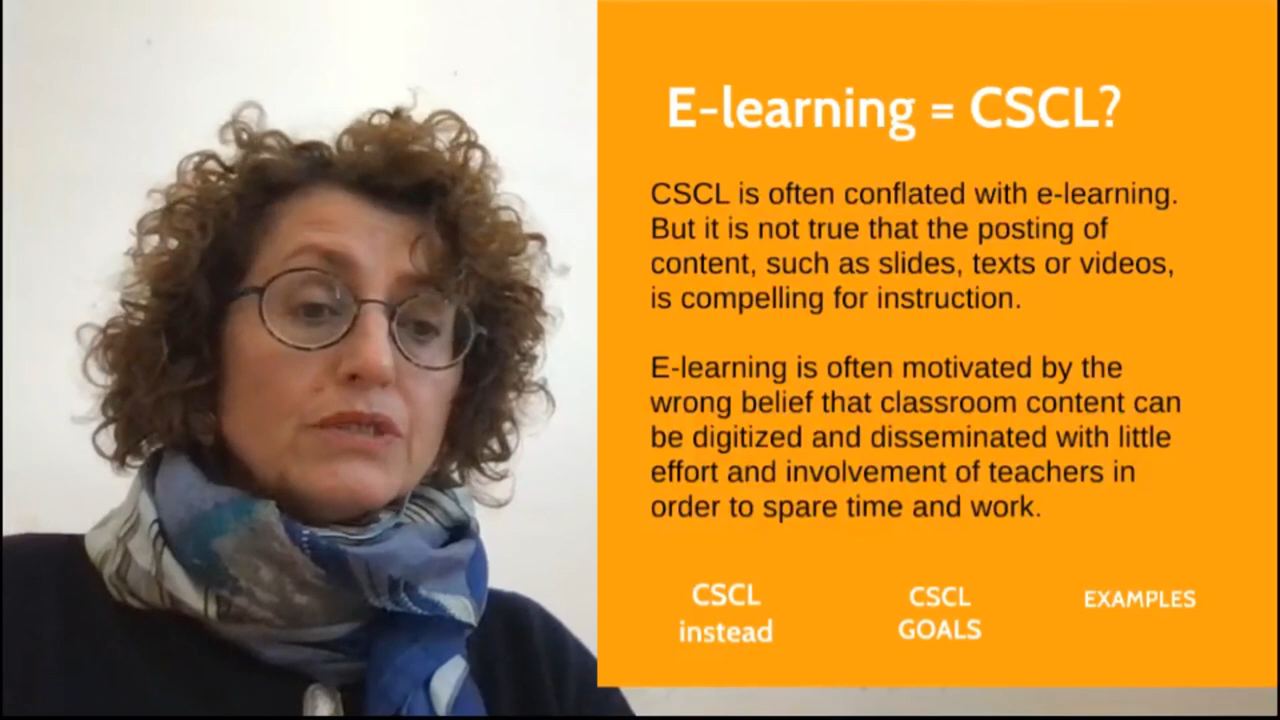 E-learning = CSCL?
CSCL is often conflated with e-learning.
But it is not true that the posting of
content, such as slides, texts or videos,
is compelling for instruction.
E-learning is often motivated by the
wrong belief that classroom content can
be digitized and disseminated with little
effort and involvement of teachers in
order to spare time and work.
CSCL
instead
CSCL
GOALS
EXAMPLES